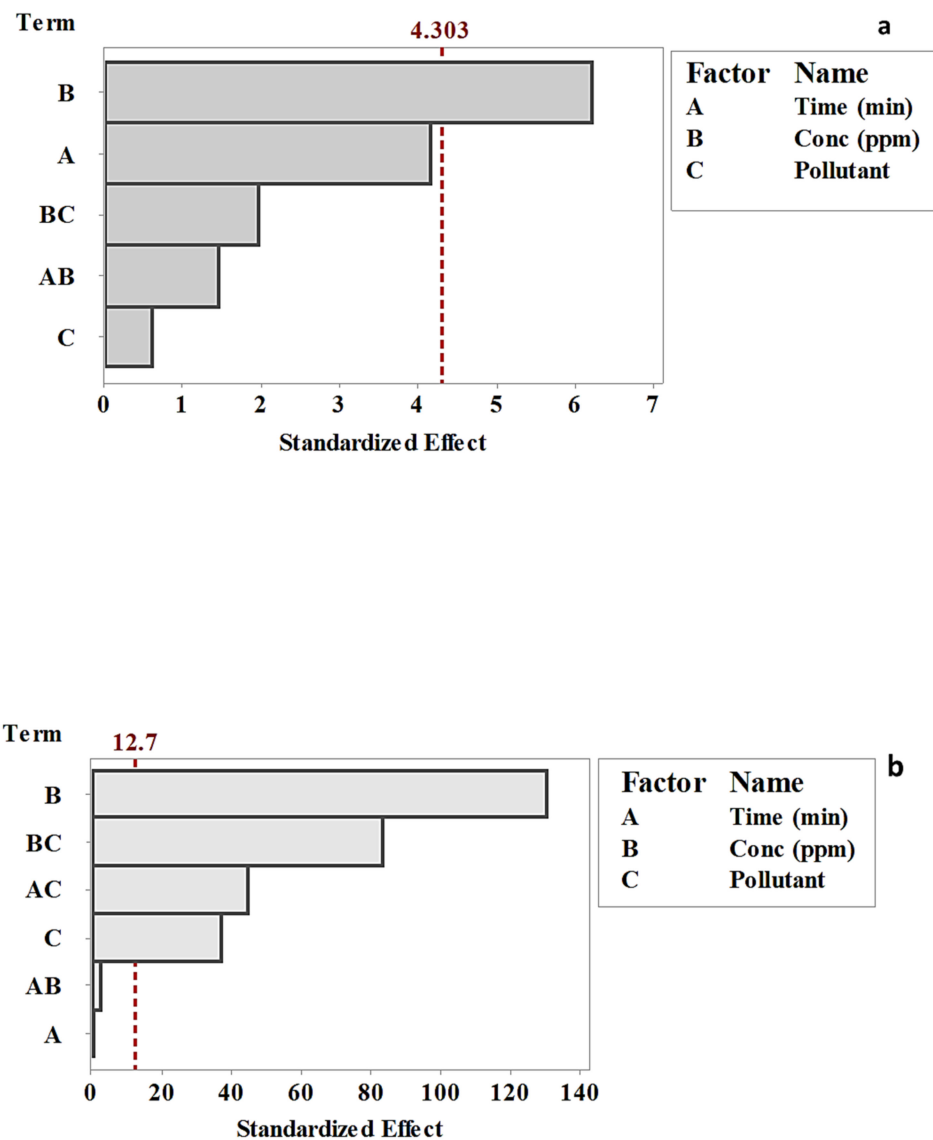 Term
4.303
a
B
A
BC
AB
C
0 1 2 3 4 5 6 7
Standardized Effect
Factor Name
A Time (min)
B Conc (ppm)
C Pollutant
Term
12.7
b
B
BC
AC
C
AB
A
0 20 40 60 80 100 120 140
Standardized Effect
Factor Name
A Time (min)
B Conc (ppm)
C Pollutant